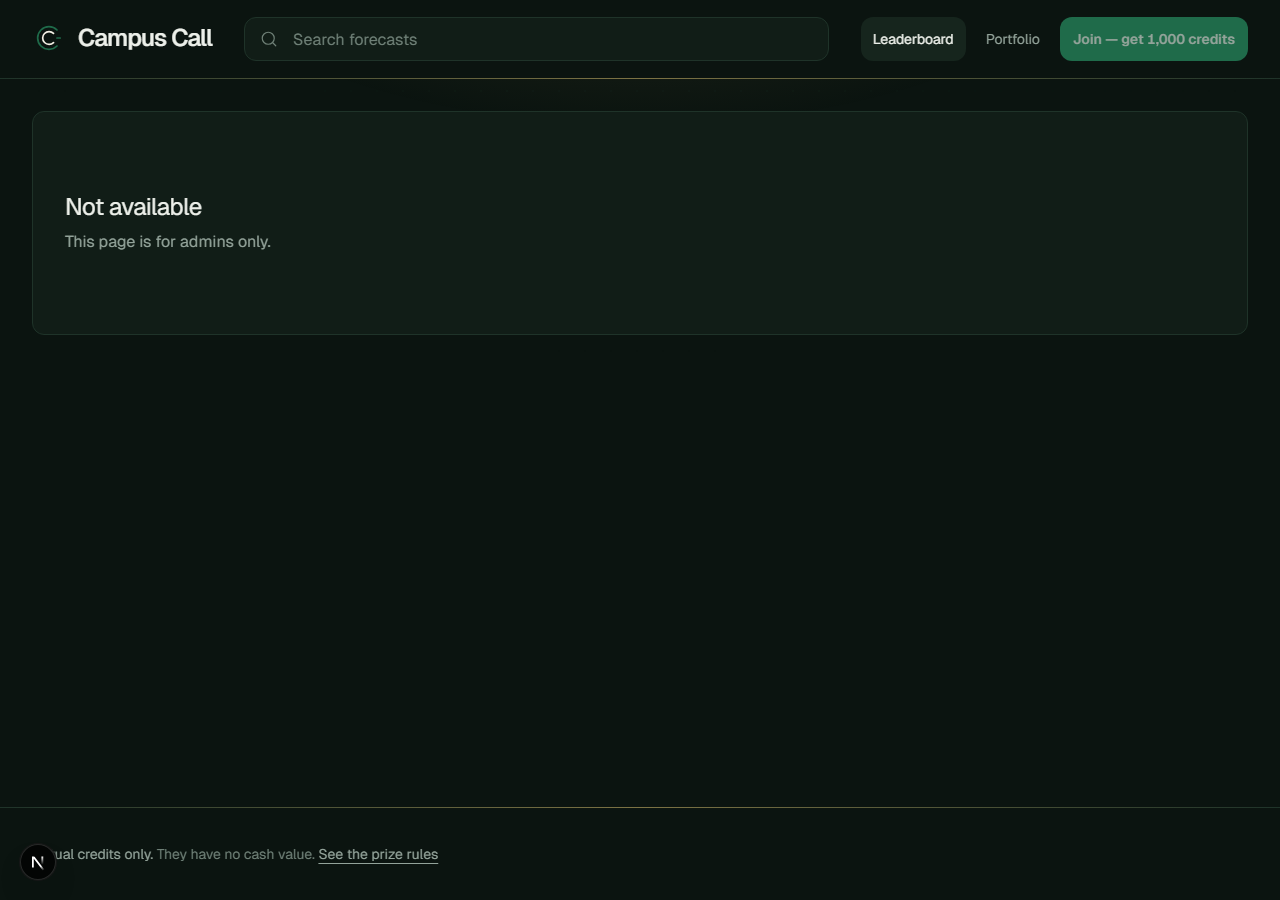 Campus Call
Search forecasts
Leaderboard
Portfolio
Join — get 1,000 credits
Not available
This page is for admins only.
credits only. They have no cash value. See the prize rules